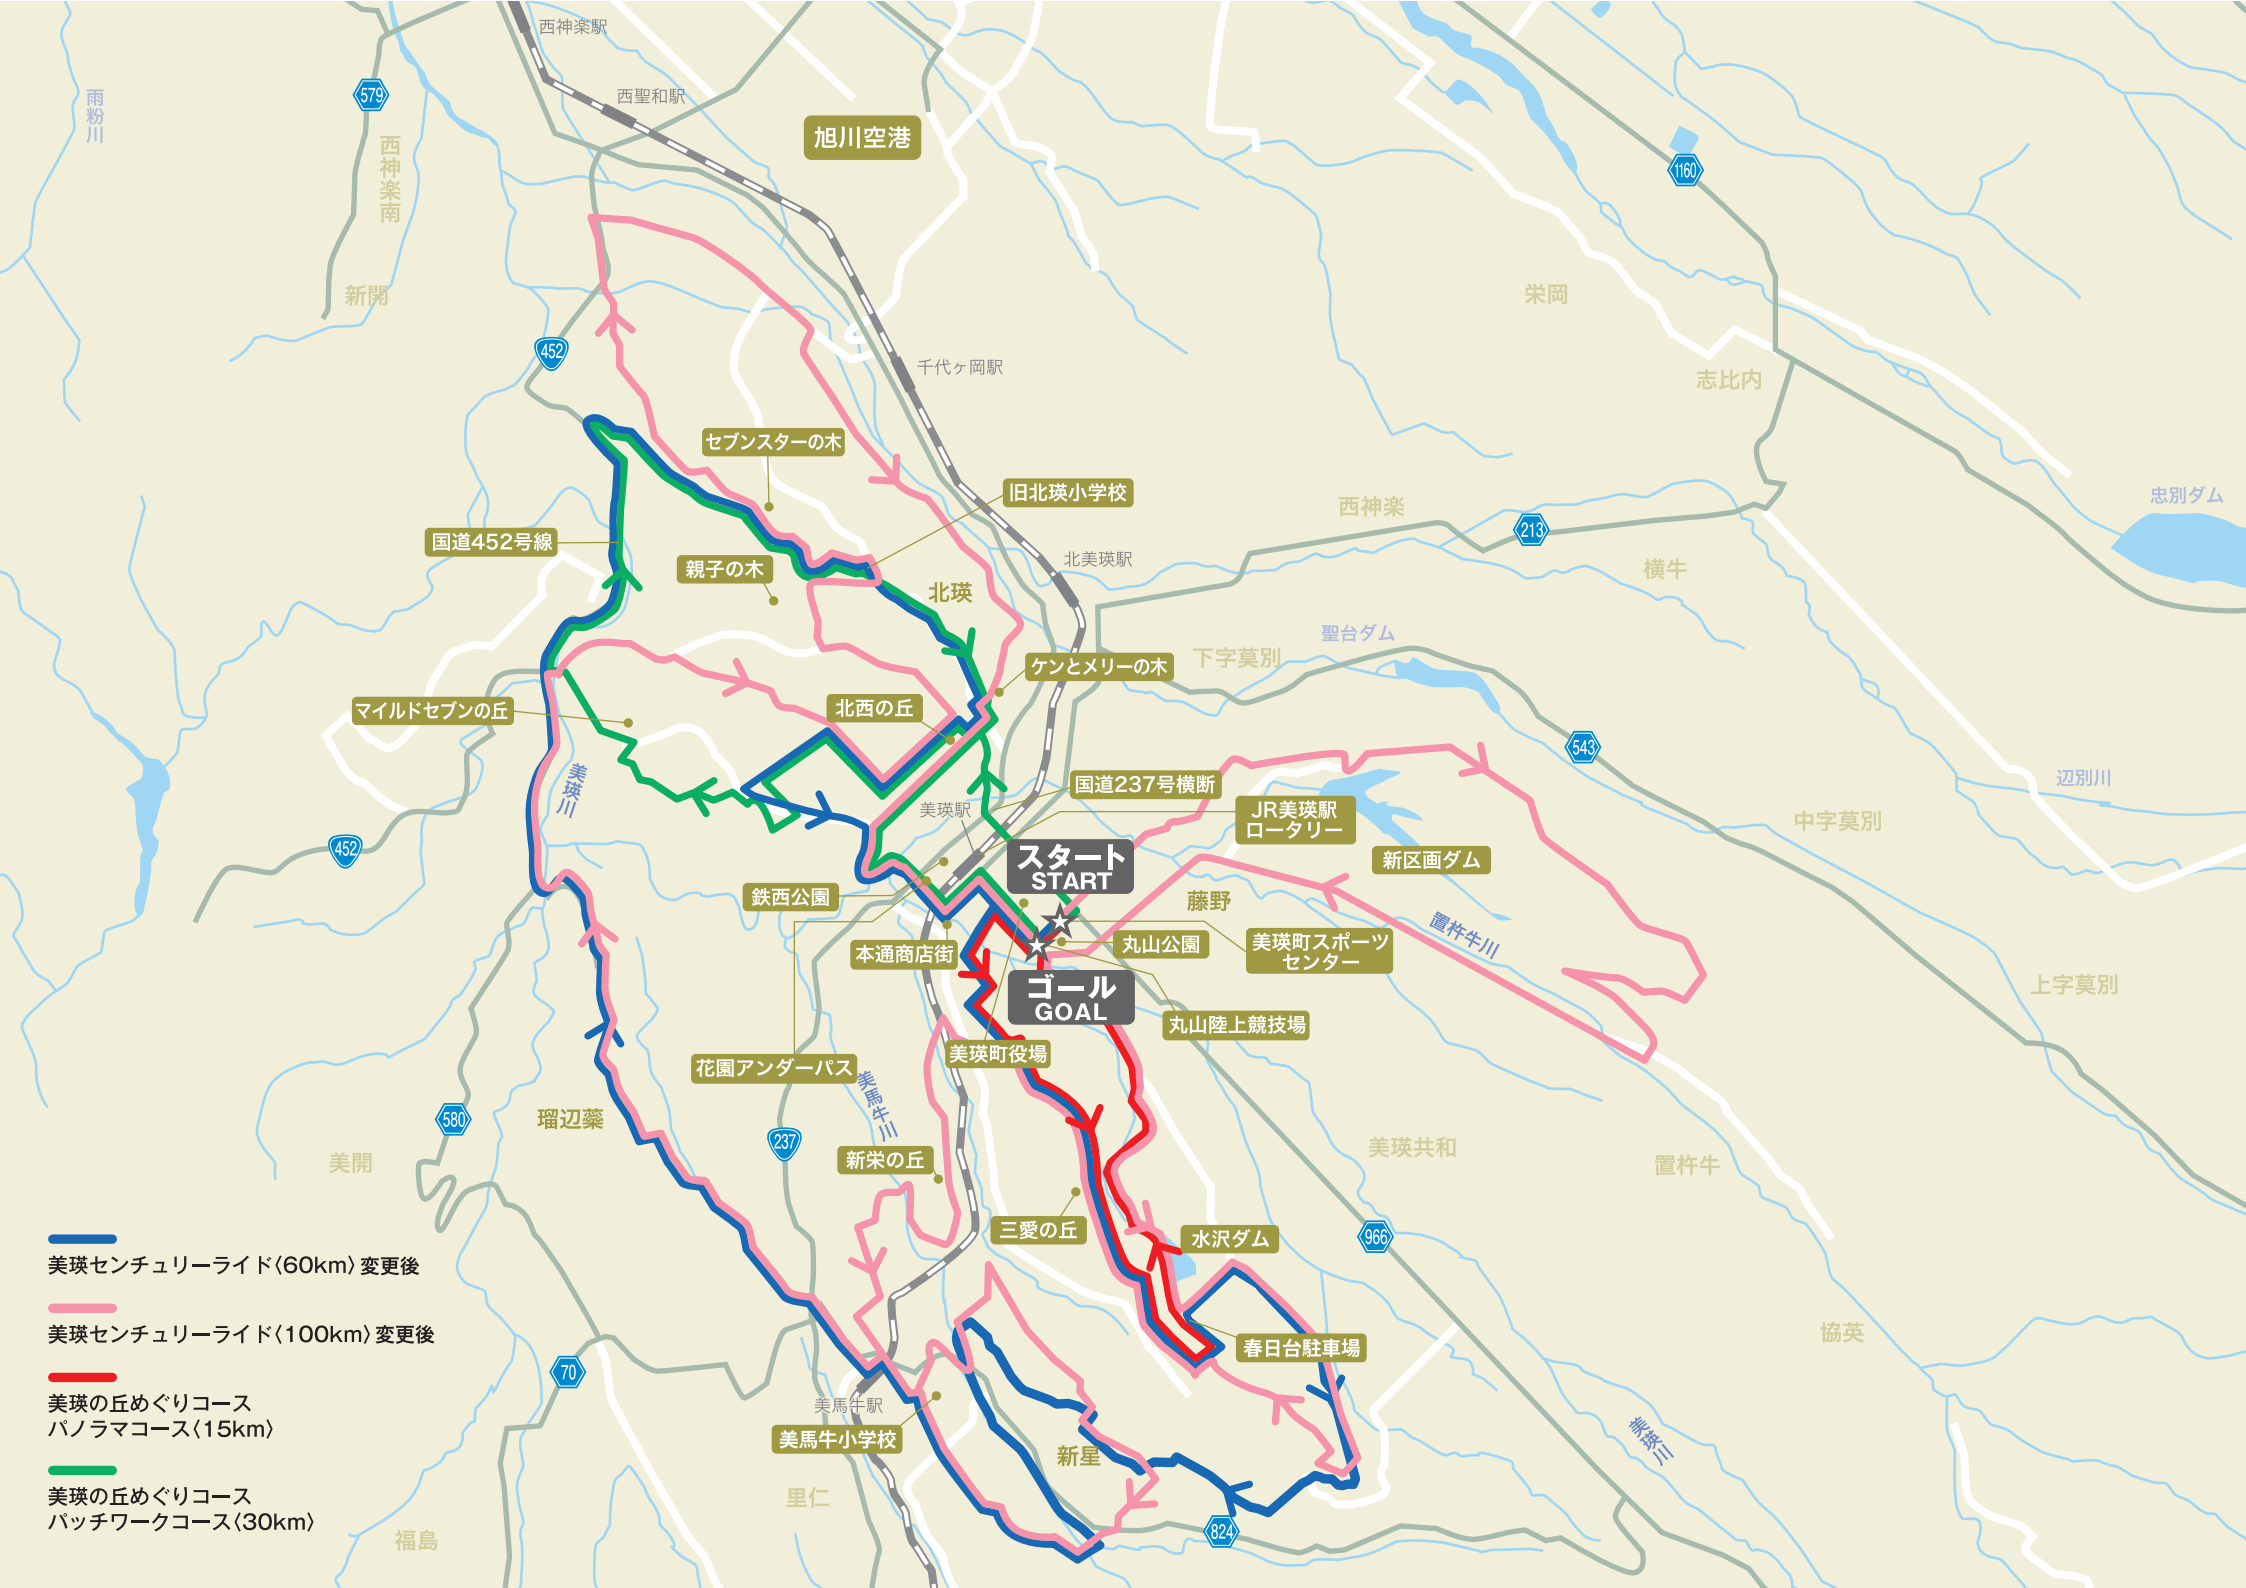 西神楽駅
雨粉川
579
西聖和駅
旭川空港
西神楽南
1160
新開
栄岡
452
千代ヶ岡駅
志比内
セブンスターの木
旧北瑛小学校
忠別ダム
西神楽
213
国道452号線
北美瑛駅
親子の木
横牛
北瑛
聖台ダム
下宇莫別
ケンとメリーの木
マイルドセブンの丘
北西の丘
543
美瑛川
国道237号横断
辺別川
美瑛駅
JR美瑛駅
ロータリー
中宇莫別
452
スタート
START
新区画ダム
鉄西公園
藤野
置杵牛川
本通商店街
丸山公園
美瑛町スポーツ
センター
ゴール
GOAL
上宇莫別
丸山陸上競技場
美瑛町役場
花園アンダーパス
美馬牛川
580
瑠辺蘂
237
美瑛共和
美開
新栄の丘
置杵牛
三愛の丘
水沢ダム
966
美瑛センチュリーライド〈60km〉変更後
美瑛センチュリーライド〈100km〉変更後
春日台駐車場
協英
70
美瑛の丘めぐりコース
パノラマコース〈15km〉
美馬牛駅
美馬牛小学校
美瑛川
新星
里仁
美瑛の丘めぐりコース
パッチワークコース〈30km〉
824
福島